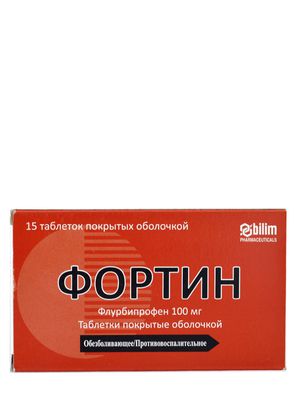 15 таблеток покрытых оболочкой
bilim
PHARMACEUTICALS
ФОРТИН
Флурбипрофен 100 мг
Таблетки покрытые оболочкой
Обезболивающее/Противовоспалительное